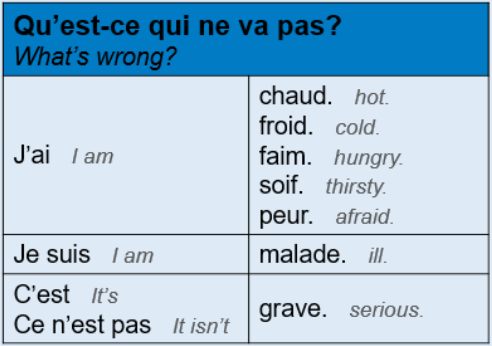 Qu’est-ce qui ne va pas?
What’s wrong?
J’ai I am
chaud. hot.
froid. cold.
faim. hungry.
soif. thirsty.
peur. afraid.
Je suis I am malade. ill.
C’est It’s
Ce n’est pas It isn’t
grave. serious.